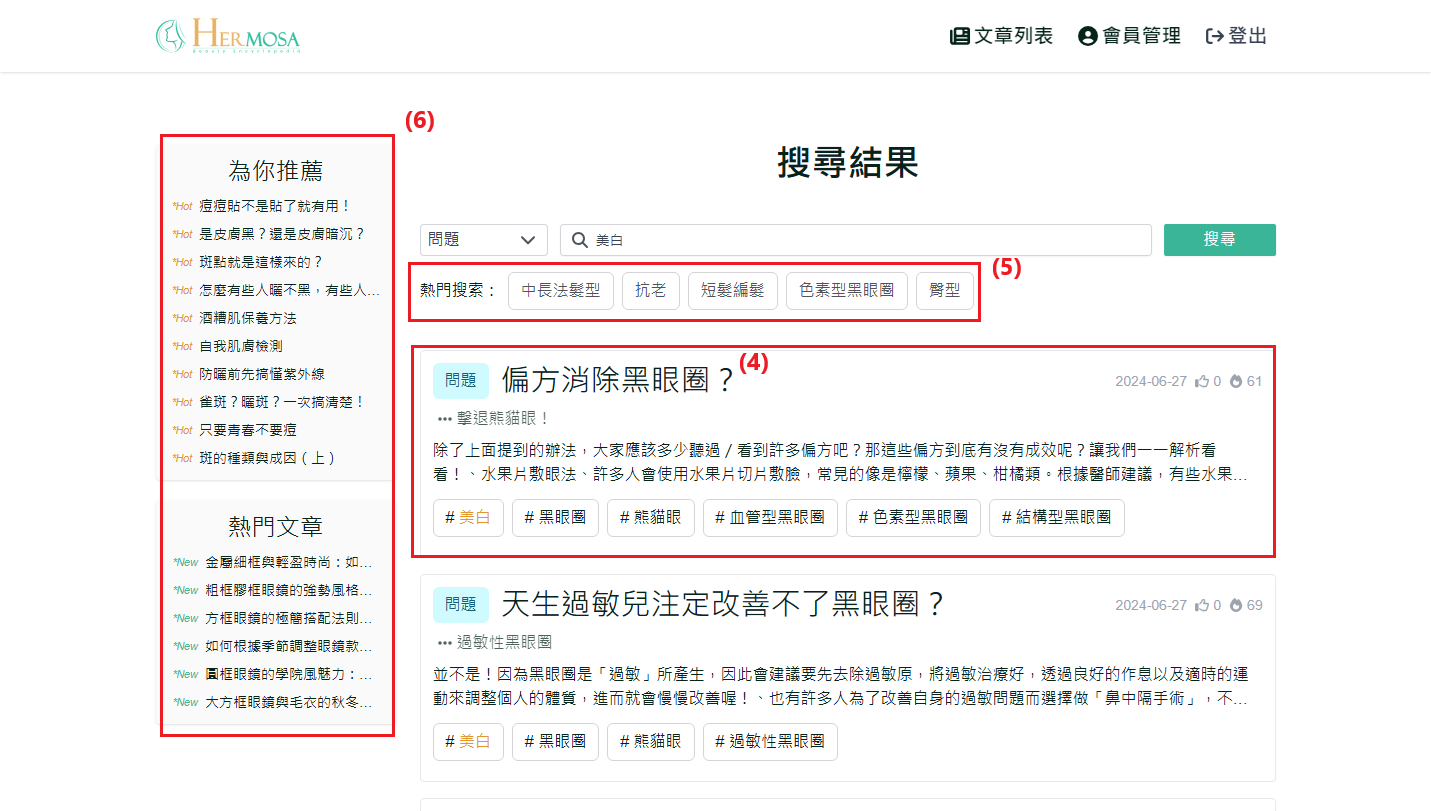 HERMOSA
Beauty Encyclopedia
文章列表 會員管理 登出
(6)
為你推薦
*Hot 痘痘貼不是貼了就有用！
*Hot 是皮膚黑？還是皮膚暗沉？
*Hot 斑點就是這樣來的？
*Hot 怎麼有些人曬不黑，有些人...
*Hot 酒糟肌保養方法
*Hot 自我肌膚檢測
*Hot 防曬前先搞懂紫外線
*Hot 雀斑？曬斑？一次搞清楚！
*Hot 只要青春不要痘
*Hot 斑的種類與成因（上）
熱門文章
*New 金屬細框與輕盈時尚：如...
*New 粗框膠框眼鏡的強勢風格...
*New 方框眼鏡的極簡搭配法則...
*New 如何根據季節調整眼鏡款...
*New 圓框眼鏡的學院風魅力：...
*New 大方框眼鏡與毛衣的秋冬...
搜尋結果
問題 美白 搜尋
(5)
熱門搜索： 中長法髮型 抗老 短髮編髮 色素型黑眼圈 臀型
(4)
問題 偏方消除黑眼圈？ 2024-06-27 0 61
••• 擊退熊貓眼！
除了上面提到的辦法，大家應該多少聽過 / 看到許多偏方吧？那這些偏方到底有沒有成效呢？讓我們一一解析看
看！、水果片敷眼法、許多人會使用水果片切片敷臉，常見的像是檸檬、蘋果、柑橘類。根據醫師建議，有些水果...
# 美白 # 黑眼圈 # 熊貓眼 # 血管型黑眼圈 # 色素型黑眼圈 # 結構型黑眼圈
問題 天生過敏兒注定改善不了黑眼圈？ 2024-06-27 0 69
••• 過敏性黑眼圈
並不是！因為黑眼圈是「過敏」所產生，因此會建議要先去除過敏原，將過敏治療好，透過良好的作息以及適時的運
動來調整個人的體質，進而就會慢慢改善喔！、也有許多人為了改善自身的過敏問題而選擇做「鼻中隔手術」，不...
# 美白 # 黑眼圈 # 熊貓眼 # 過敏性黑眼圈